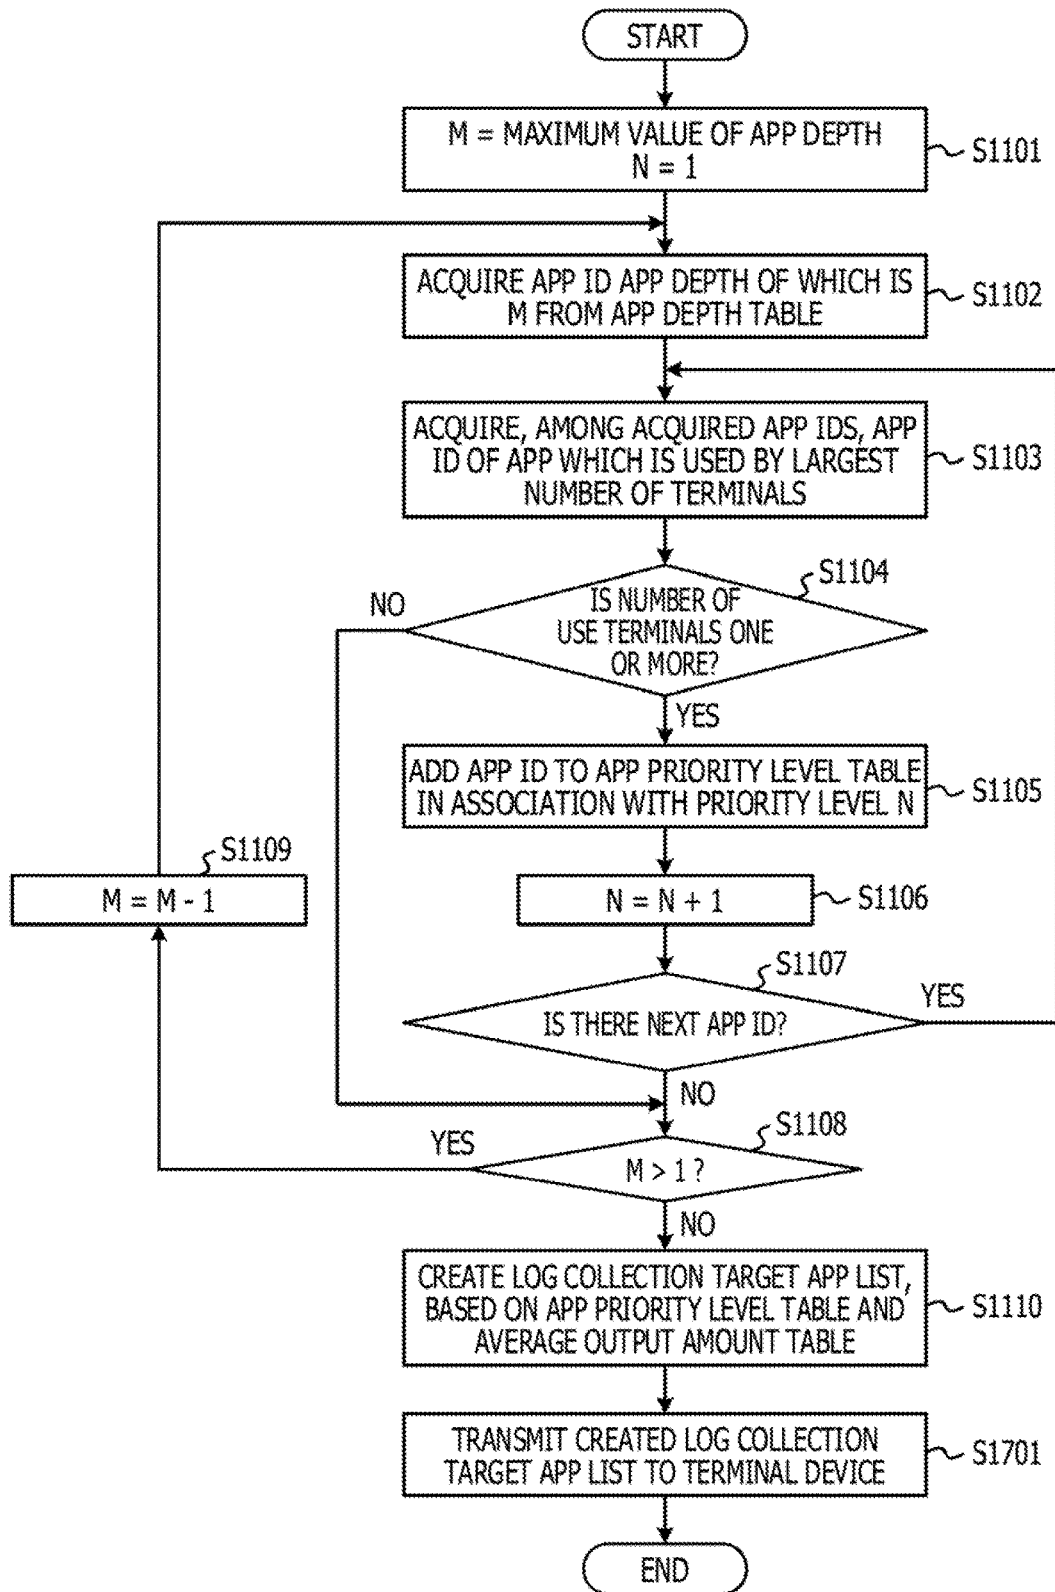 START
M = MAXIMUM VALUE OF APP DEPTH
N = 1
S1101
ACQUIRE APP ID APP DEPTH OF WHICH IS
M FROM APP DEPTH TABLE
S1102
ACQUIRE, AMONG ACQUIRED APP IDS, APP
ID OF APP WHICH IS USED BY LARGEST
NUMBER OF TERMINALS
S1103
S1104
NO
IS NUMBER OF
USE TERMINALS ONE
OR MORE?
YES
ADD APP ID TO APP PRIORITY LEVEL TABLE
IN ASSOCIATION WITH PRIORITY LEVEL N
S1105
S1109
M = M - 1
N = N + 1
S1106
S1107
IS THERE NEXT APP ID?
YES
NO
S1108
YES
M > 1 ?
NO
CREATE LOG COLLECTION TARGET APP LIST,
BASED ON APP PRIORITY LEVEL TABLE AND
AVERAGE OUTPUT AMOUNT TABLE
S1110
TRANSMIT CREATED LOG COLLECTION
TARGET APP LIST TO TERMINAL DEVICE
S1701
END